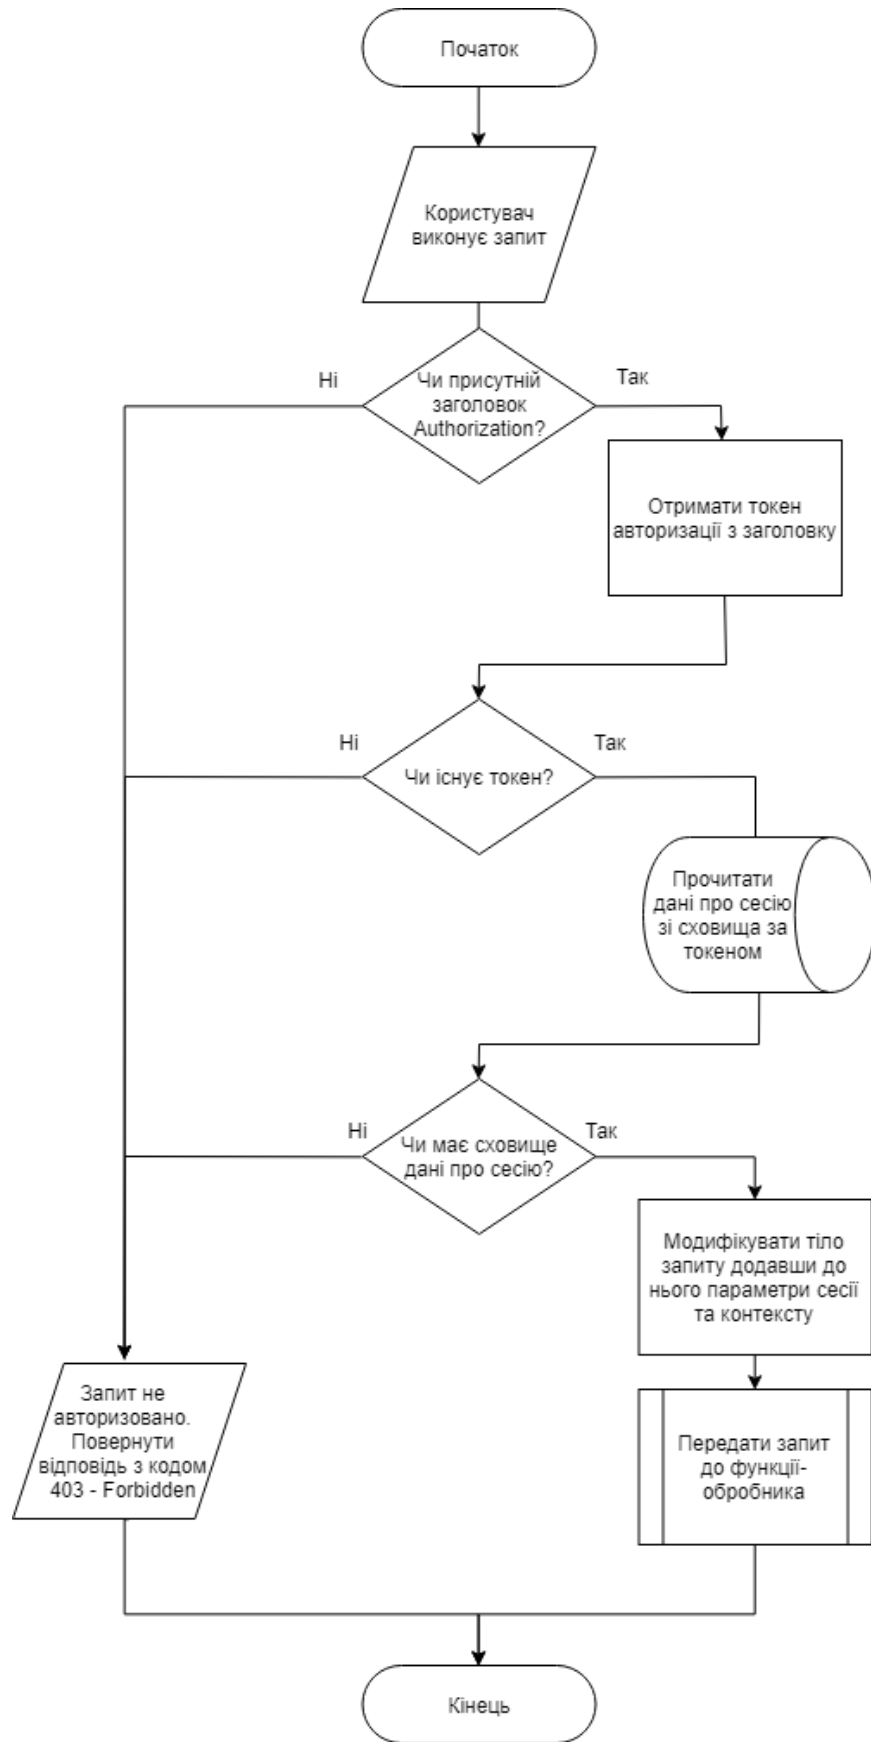 Початок
Користувач
виконує запит
Ні
Так
Чи присутній
заголовок
Authorization?
Отримати токен
авторизації з заголовку
Ні
Так
Чи існує токен?
Прочитати
дані про сесію
зі сховища за
токеном
Ні
Так
Чи має сховище
дані про сесію?
Модифікувати тіло
запиту додавши до
нього параметри сесії
та контексту
Запит не
авторизовано.
Повернути
відповідь з кодом
403 - Forbidden
Передати запит
до функції-
обробника
Кінець